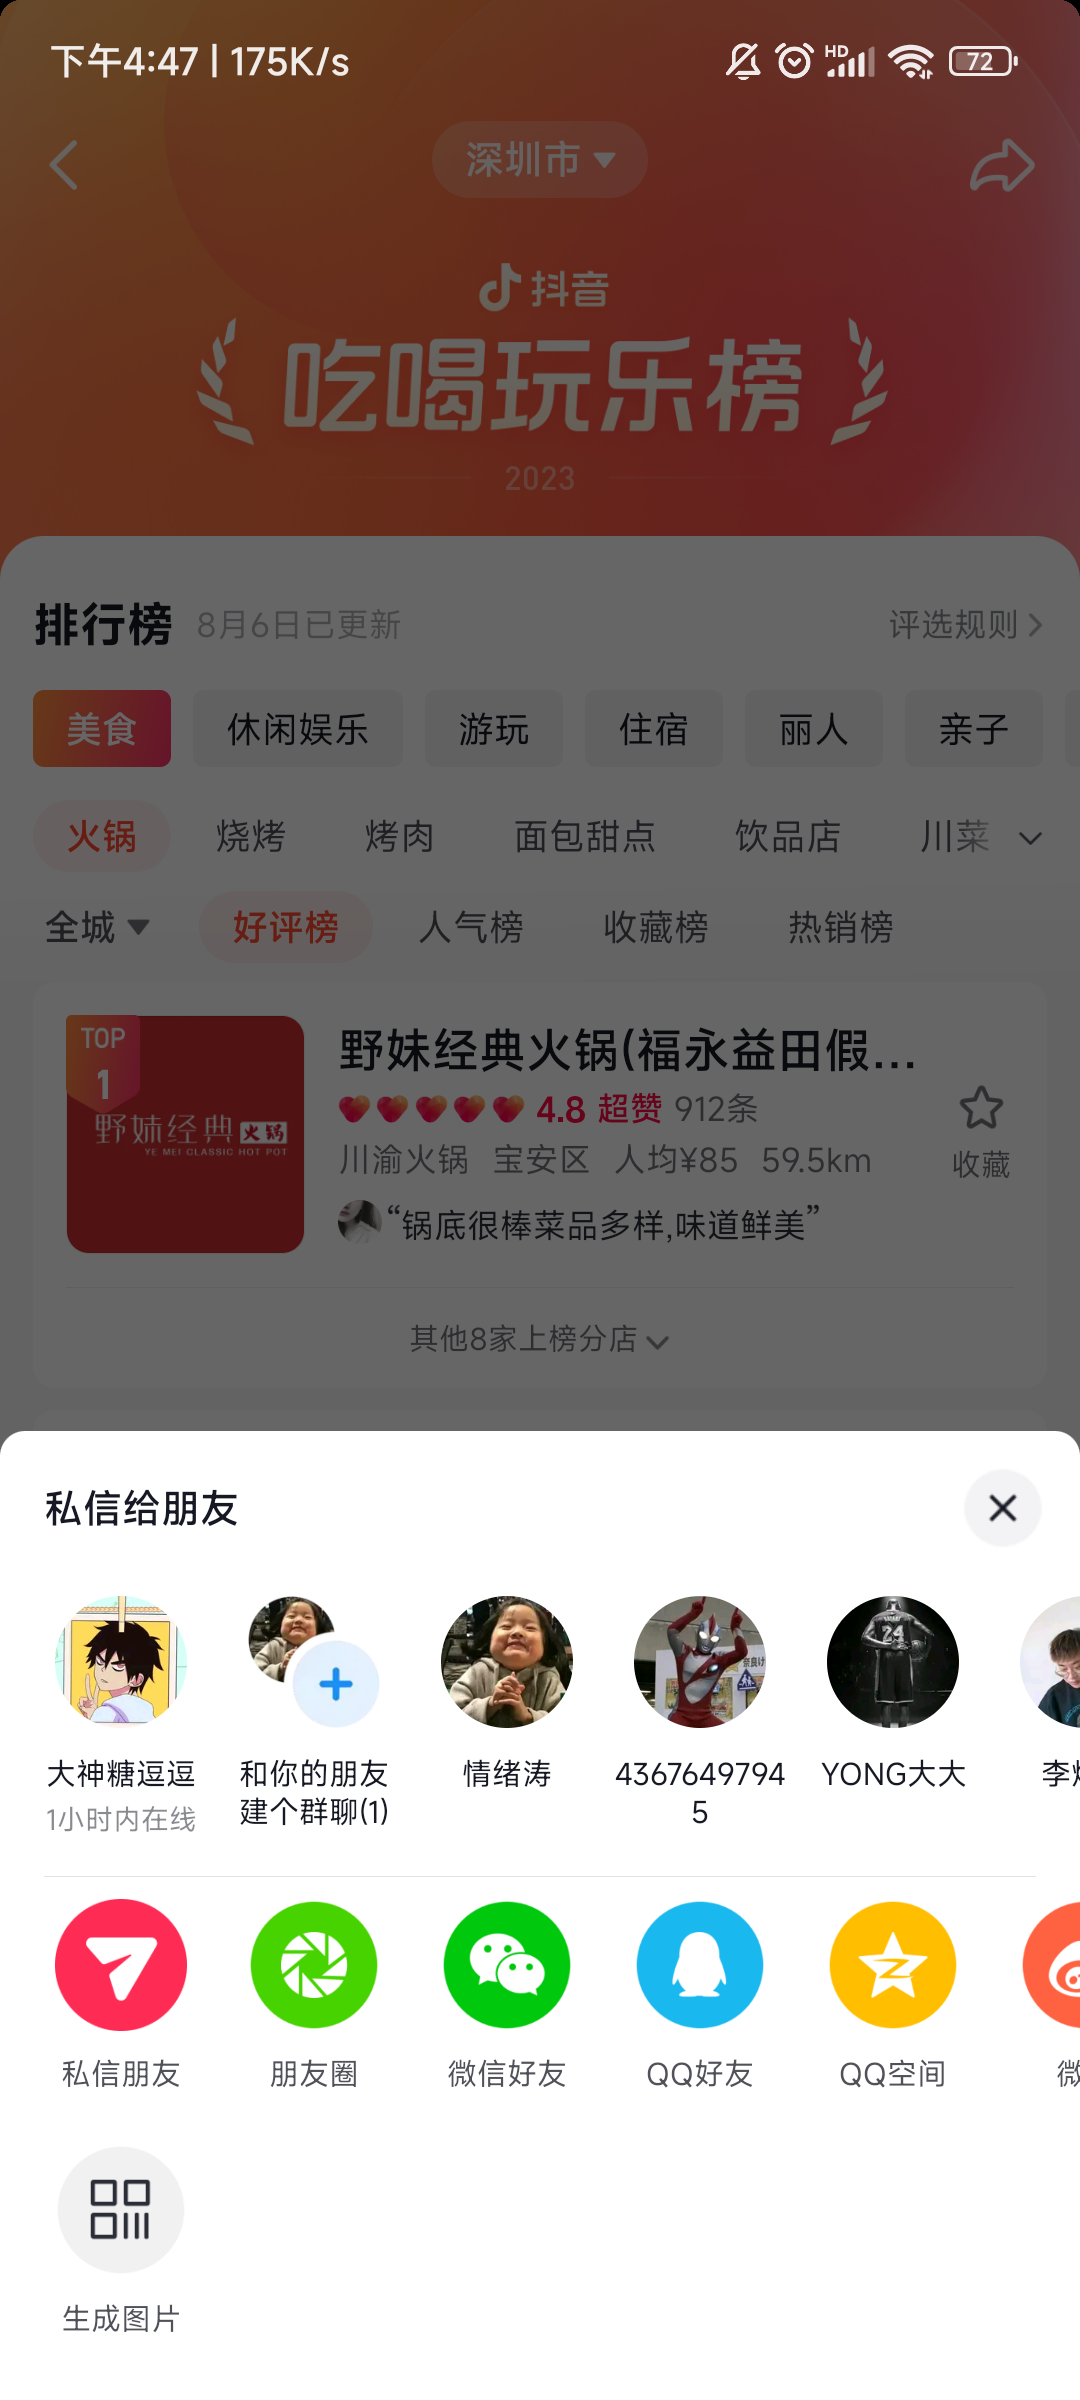 下午4:47 | 175K/s
HD
72
深圳市
抖音
吃喝玩乐榜
2023
排行榜 8月6日已更新 评选规则
美食 休闲娱乐 游玩 住宿 丽人 亲子
火锅 烧烤 烤肉 面包甜点 饮品店 川菜
全城 好评榜 人气榜 收藏榜 热销榜
TOP
1
野妹经典火锅
YE MEI CLASSIC HOT POT
野妹经典火锅(福永益田假...
4.8 超赞 912条
川渝火锅 宝安区 人均¥85 59.5km
收藏
“锅底很棒菜品多样,味道鲜美”
其他8家上榜分店
私信给朋友
24
大神糖逗逗
1小时内在线
和你的朋友
建个群聊(1)
情绪涛
4367649794
5
YONG大大
李
私信朋友 朋友圈 微信好友 QQ好友 QQ空间 微
生成图片